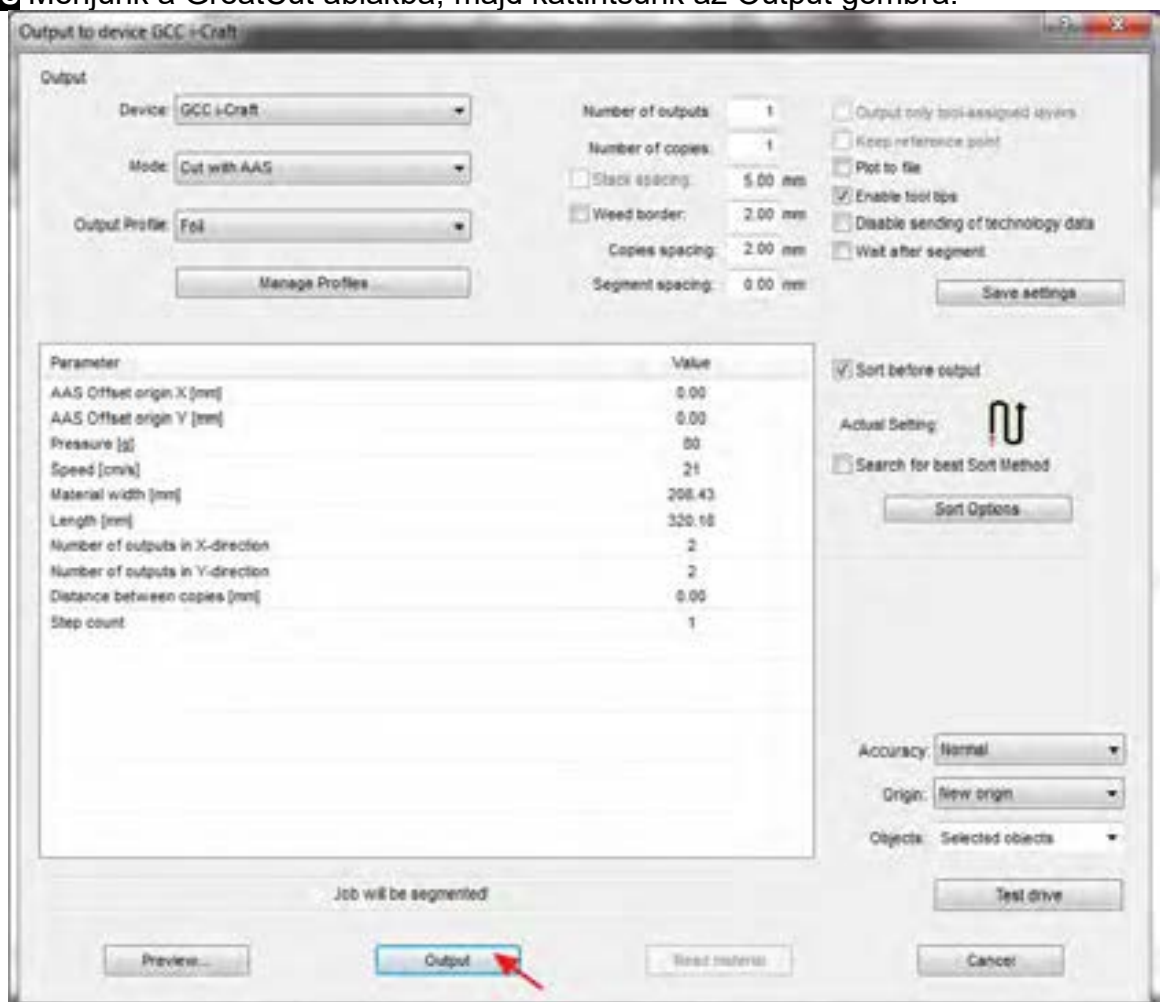 Menjünk a GreatCut ablakba, majd kattintsunk az Output gombra.
Output to device GCC i-Craft
Output
Device: GCC i-Craft
Mode: Cut with AAS
Output Profile: Foil
Manage Profiles
Number of outputs 1
Number of copies: 1
Stack spacing: 5.00 mm
Weed border: 2.00 mm
Copies spacing: 2.00 mm
Segment spacing: 0.00 mm
Output only tool-assigned layers
Keep reference point
Plot to file
Enable tool tips
Disable sending of technology data
Wait after segment
Save settings
Parameter Value
AAS Offset origin X [mm] 0.00
AAS Offset origin Y [mm] 0.00
Pressure [g] 80
Speed [cm/s] 21
Material width [mm] 208.43
Length [mm] 320.18
Number of outputs in X-direction 2
Number of outputs in Y-direction 2
Distance between copies [mm] 0.00
Step count 1
Sort before output
Actual Setting:
Search for best Sort Method
Sort Options
Accuracy: Normal
Origin: New origin
Objects: Selected objects
Job will be segmented!
Test drive
Preview... Output Read material Cancel